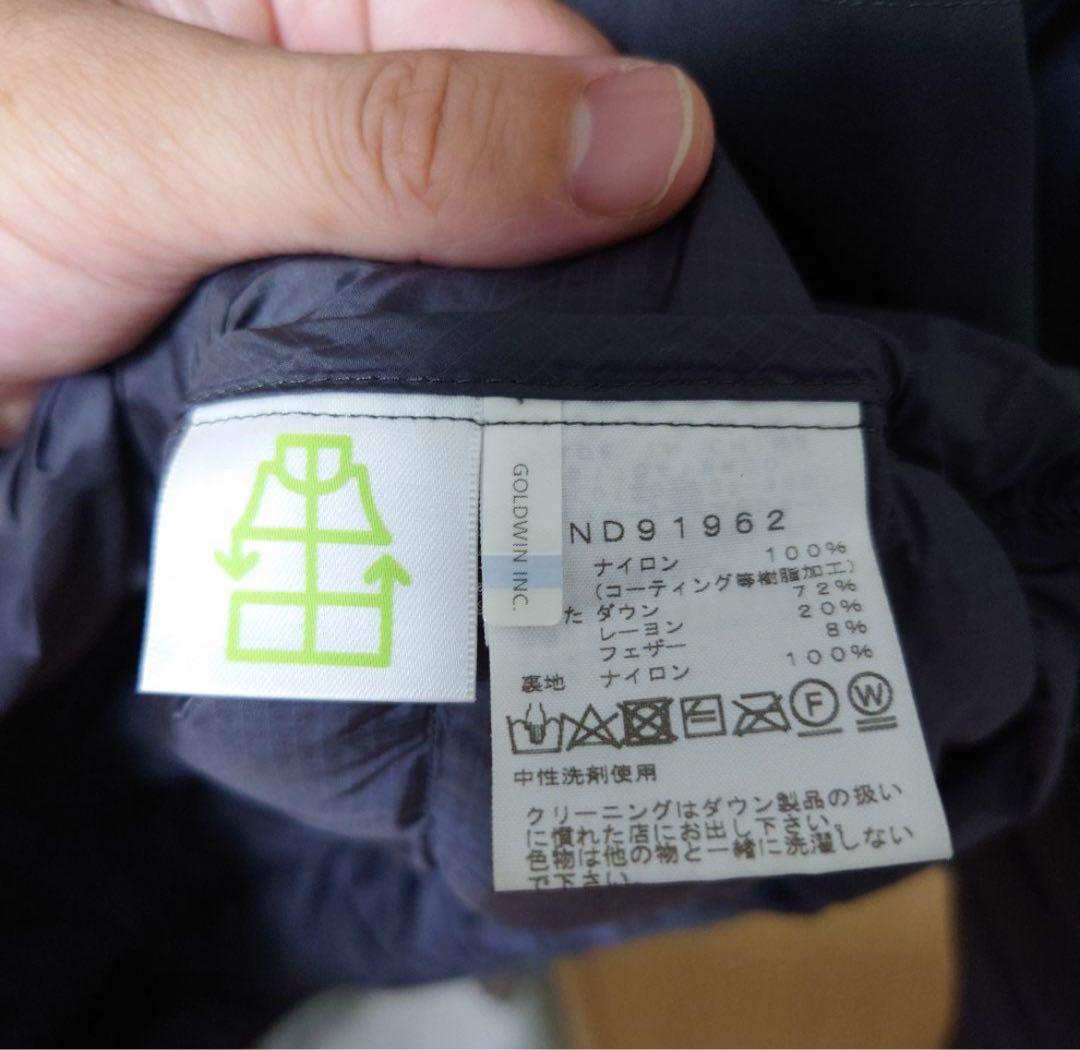 GOLDWIN INC.
ND91962
ナイロン 100%
(コーティング等樹脂加工)
た ダウン 72%
レーヨン 20%
フェザー 8%
裏地 ナイロン 100%
F W
中性洗剤使用
クリーニングはダウン製品の扱い
に慣れた店にお出し下さい。
色物は他の物と一緒に洗濯しない
で下さい。